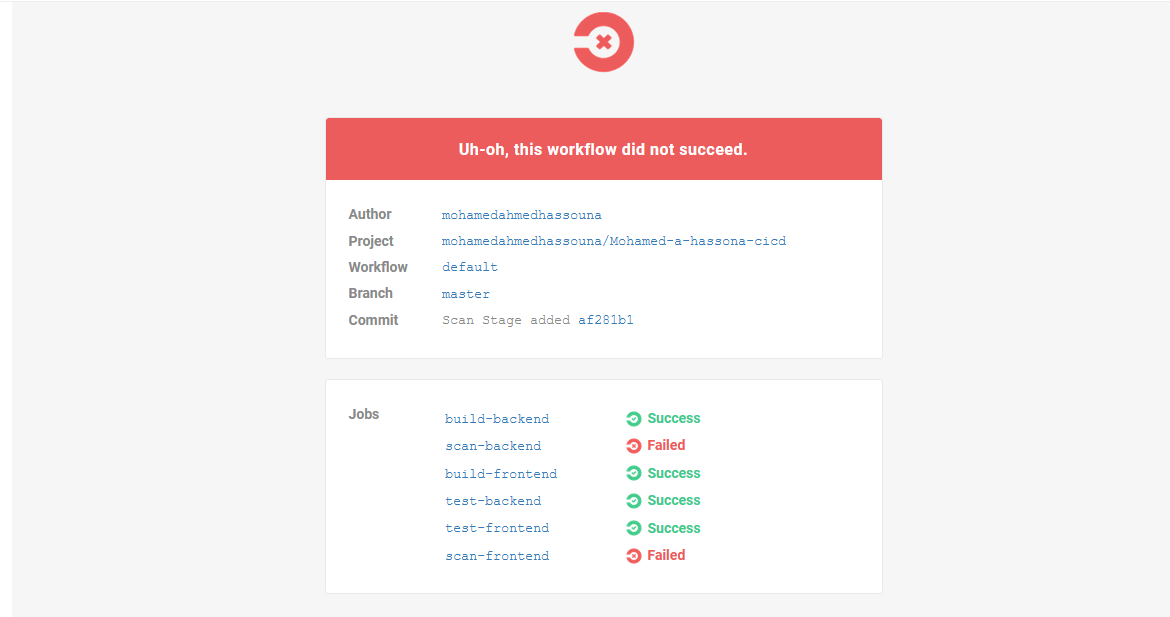 Uh-oh, this workflow did not succeed.
Author mohamedahmedhassouna
Project mohamedahmedhassouna/Mohamed-a-hassona-cicd
Workflow default
Branch master
Commit Scan Stage added af281b1
Jobs build-backend Success
scan-backend Failed
build-frontend Success
test-backend Success
test-frontend Success
scan-frontend Failed